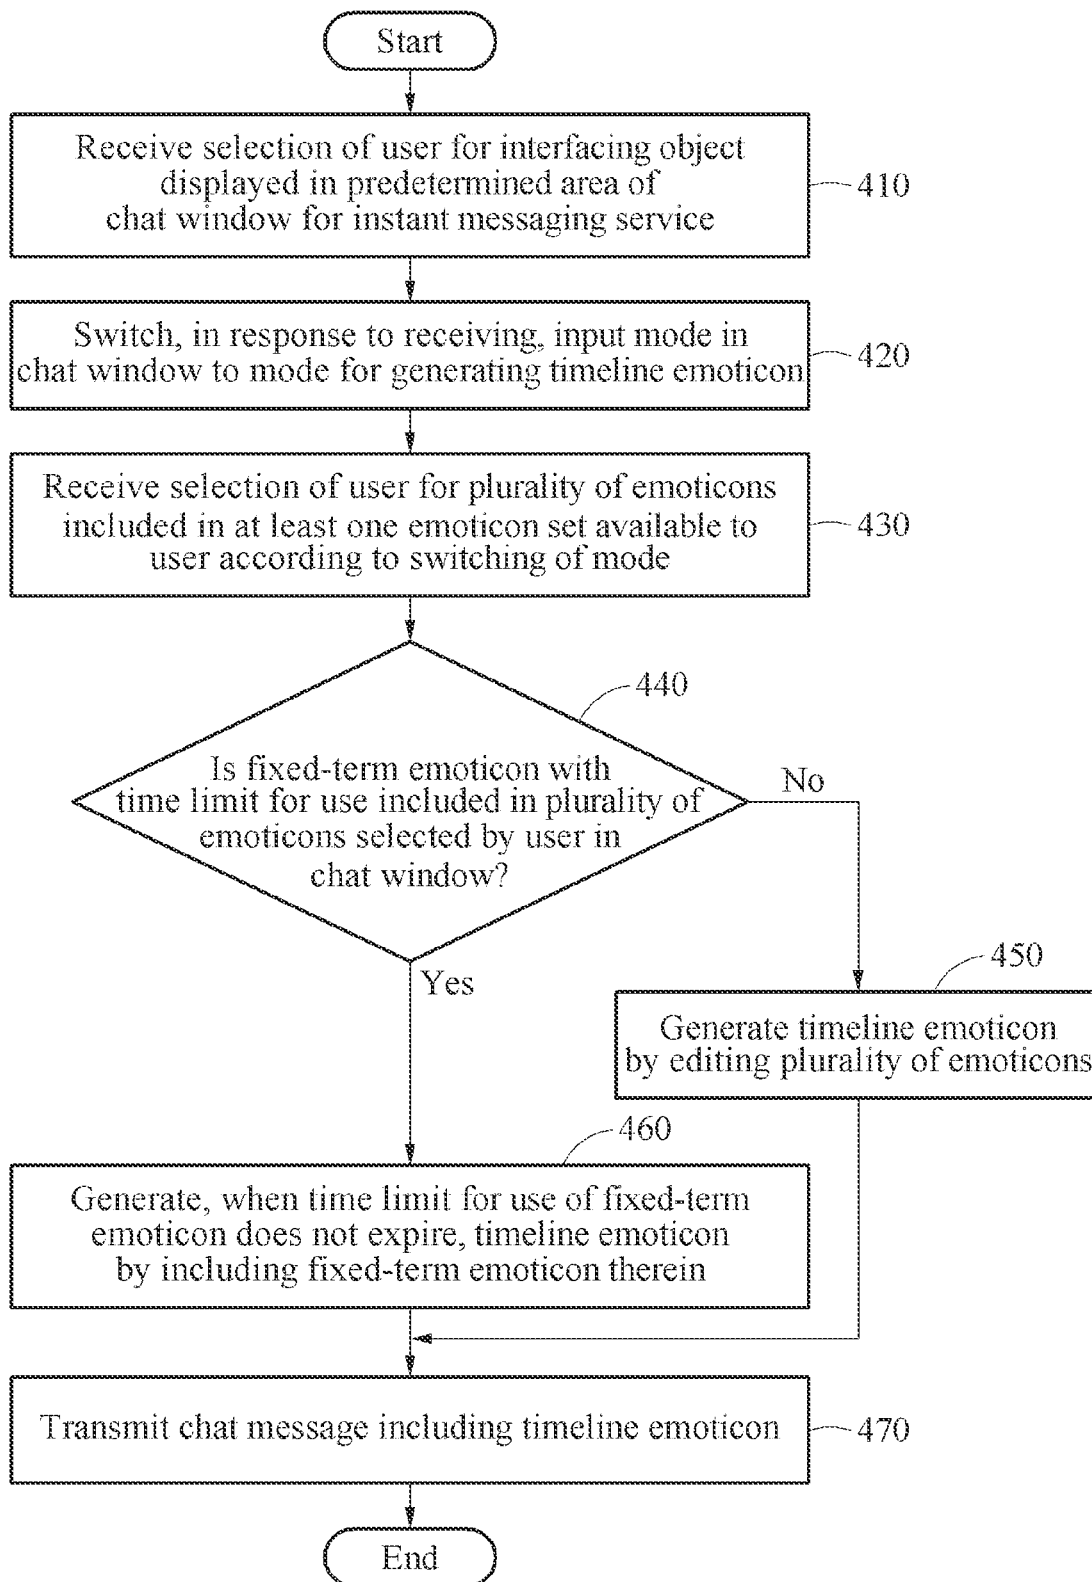 Start
Receive selection of user for interfacing object
displayed in predetermined area of
chat window for instant messaging service
410
Switch, in response to receiving, input mode in
chat window to mode for generating timeline emoticon
420
Receive selection of user for plurality of emoticons
included in at least one emoticon set available to
user according to switching of mode
430
440
Is fixed-term emoticon with
time limit for use included in plurality of
emoticons selected by user in
chat window?
No
Yes
450
Generate timeline emoticon
by editing plurality of emoticons
460
Generate, when time limit for use of fixed-term
emoticon does not expire, timeline emoticon
by including fixed-term emoticon therein
Transmit chat message including timeline emoticon
470
End